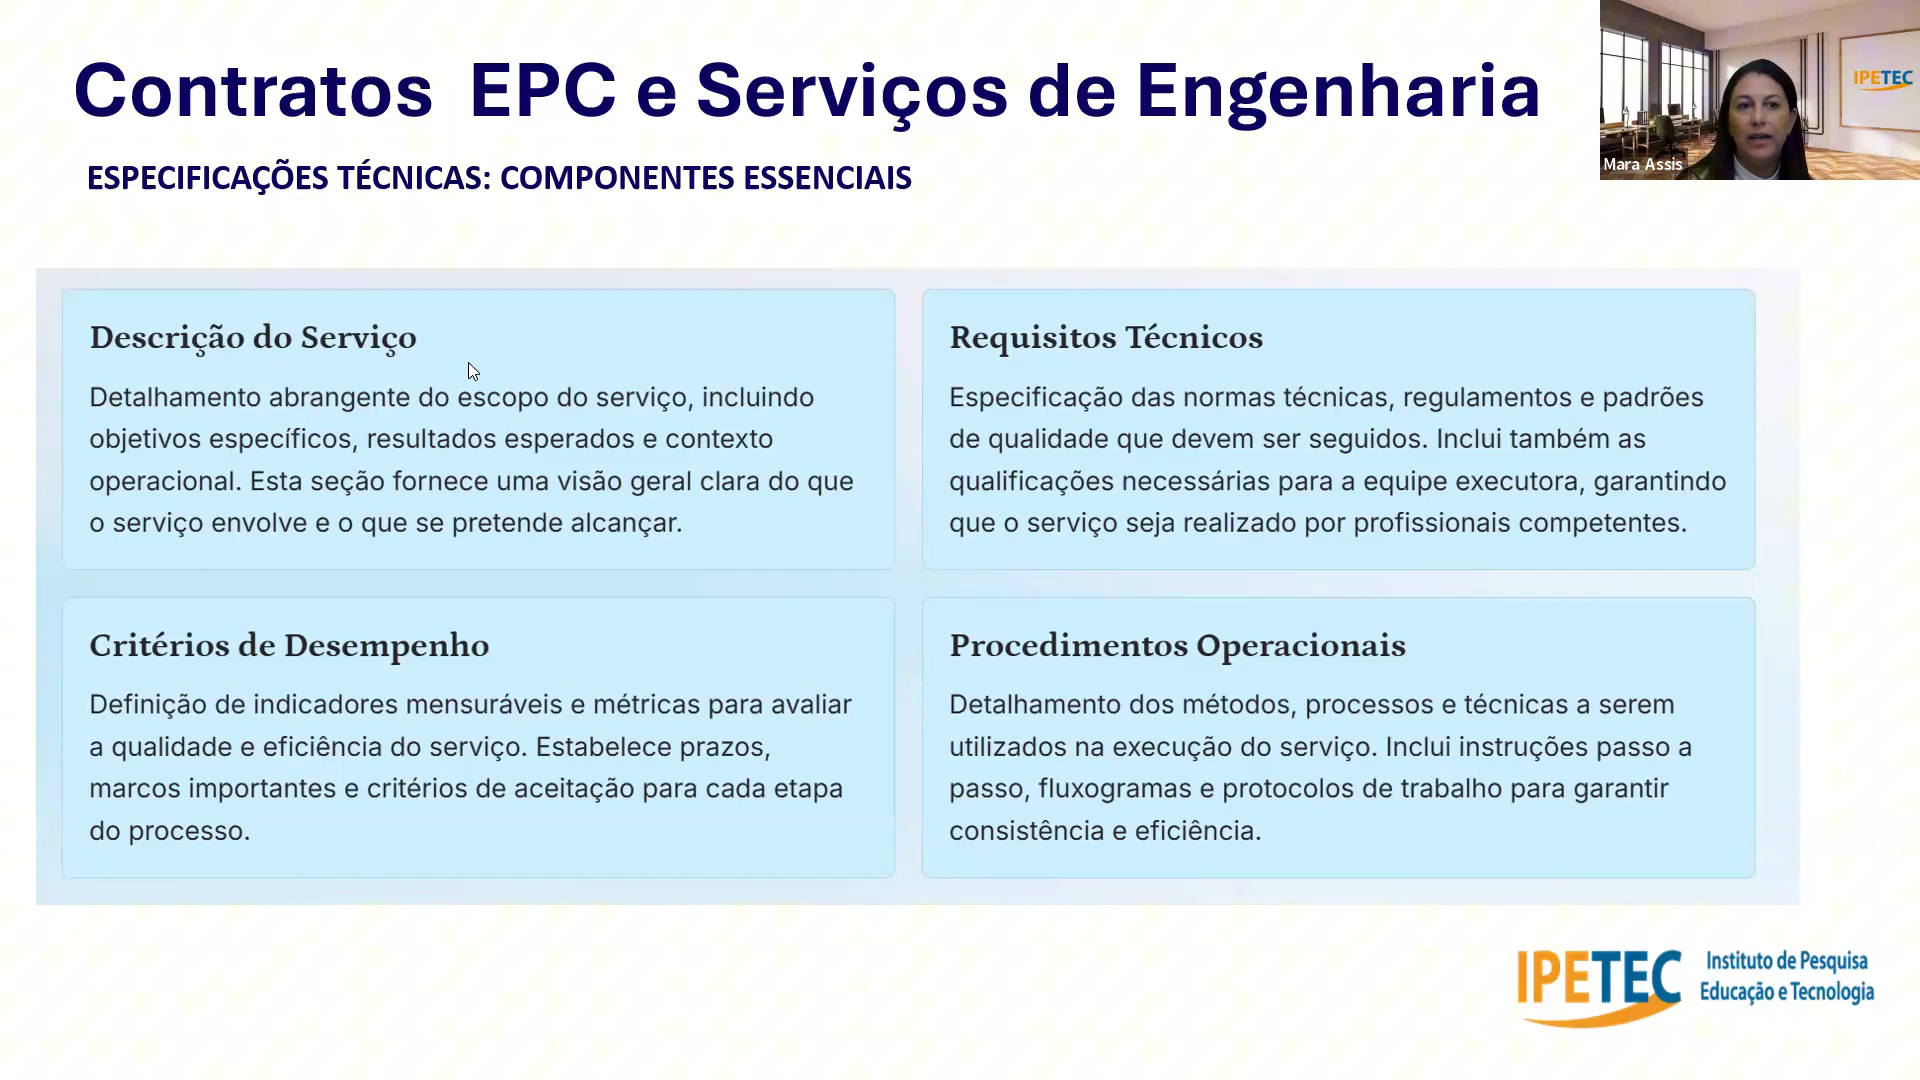 Contratos EPC e Serviços de Engenharia
IPETEC
Mara Assis
ESPECIFICAÇÕES TÉCNICAS: COMPONENTES ESSENCIAIS
Descrição do Serviço
Detalhamento abrangente do escopo do serviço, incluindo
objetivos específicos, resultados esperados e contexto
operacional. Esta seção fornece uma visão geral clara do que
o serviço envolve e o que se pretende alcançar.
Requisitos Técnicos
Especificação das normas técnicas, regulamentos e padrões
de qualidade que devem ser seguidos. Inclui também as
qualificações necessárias para a equipe executora, garantindo
que o serviço seja realizado por profissionais competentes.
Critérios de Desempenho
Definição de indicadores mensuráveis e métricas para avaliar
a qualidade e eficiência do serviço. Estabelece prazos,
marcos importantes e critérios de aceitação para cada etapa
do processo.
Procedimentos Operacionais
Detalhamento dos métodos, processos e técnicas a serem
utilizados na execução do serviço. Inclui instruções passo a
passo, fluxogramas e protocolos de trabalho para garantir
consistência e eficiência.
IPETEC
Instituto de Pesquisa
Educação e Tecnologia